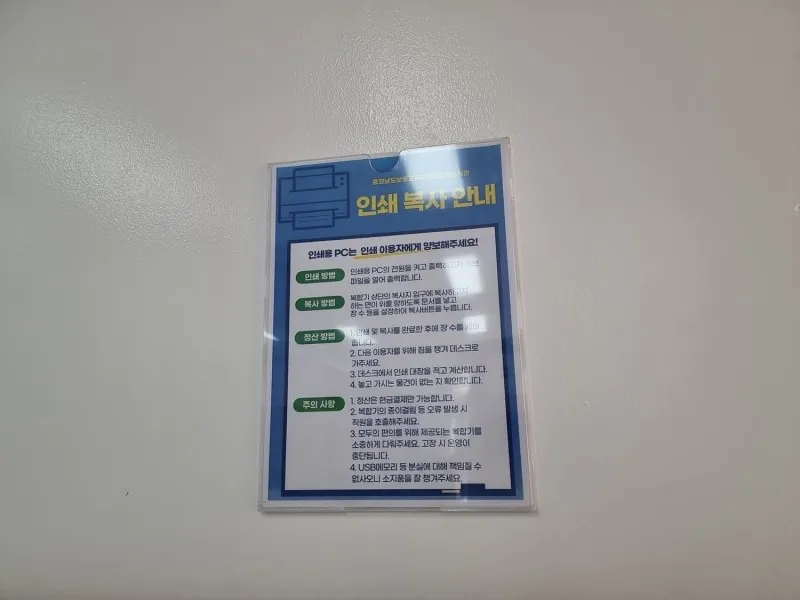 인쇄 복사 안내
인쇄용 PC는 인쇄 이용자에게 양보해주세요!
인쇄 방법
인쇄용 PC의 전원을 켜고
파일을 열어 출력합니다.
복사 방법
복합기 상단의 복사지 입구에
하는 면이 위를 향하도록 문서를 넣고
장 수 등을 설정하여 복사버튼을 누릅니다.
정산 방법
1. 인쇄 및 복사를 완료한 후에 장 수를
2. 다음 이용자를 위해 짐을 챙겨 데스크로
가주세요.
3. 데스크에서 인쇄 대장을 적고 계산합니다.
4. 놓고 가시는 물건이 없는 지 확인합니다.
주의 사항
1. 정산은 현금결제만 가능합니다.
2. 복합기의 종이걸림 등 오류 발생 시
직원을 호출해주세요.
3. 모두의 편의를 위해 제공되는 복합기를
소중하게 다뤄주세요. 고장 시 운영이
중단됩니다.
4. USB메모리 등 분실에 대해 책임질 수
없사오니 소지품을 잘 챙겨주세요.